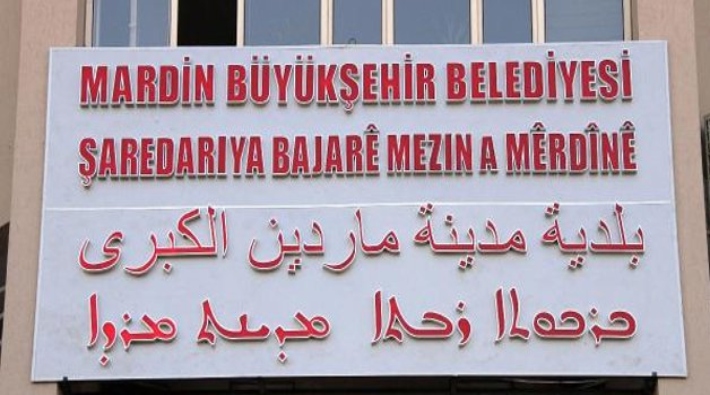 MARDİN BÜYÜKŞEHİR BELEDİYESİ
ŞAREDARIYA BAJARÊ MEZIN A MÊRDÎNÊ
بلدية مدينة ماردين الكبرى